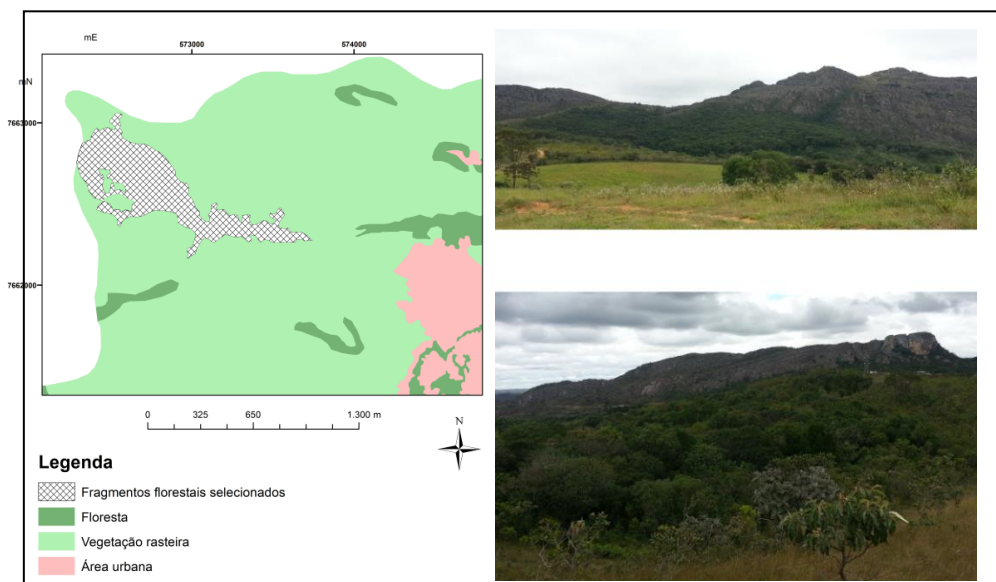 mE
573000 574000
mN
7663000
7662000
0 325 650 1.300 m
N
Legenda
Fragmentos florestais selecionados
Floresta
Vegetação rasteira
Área urbana